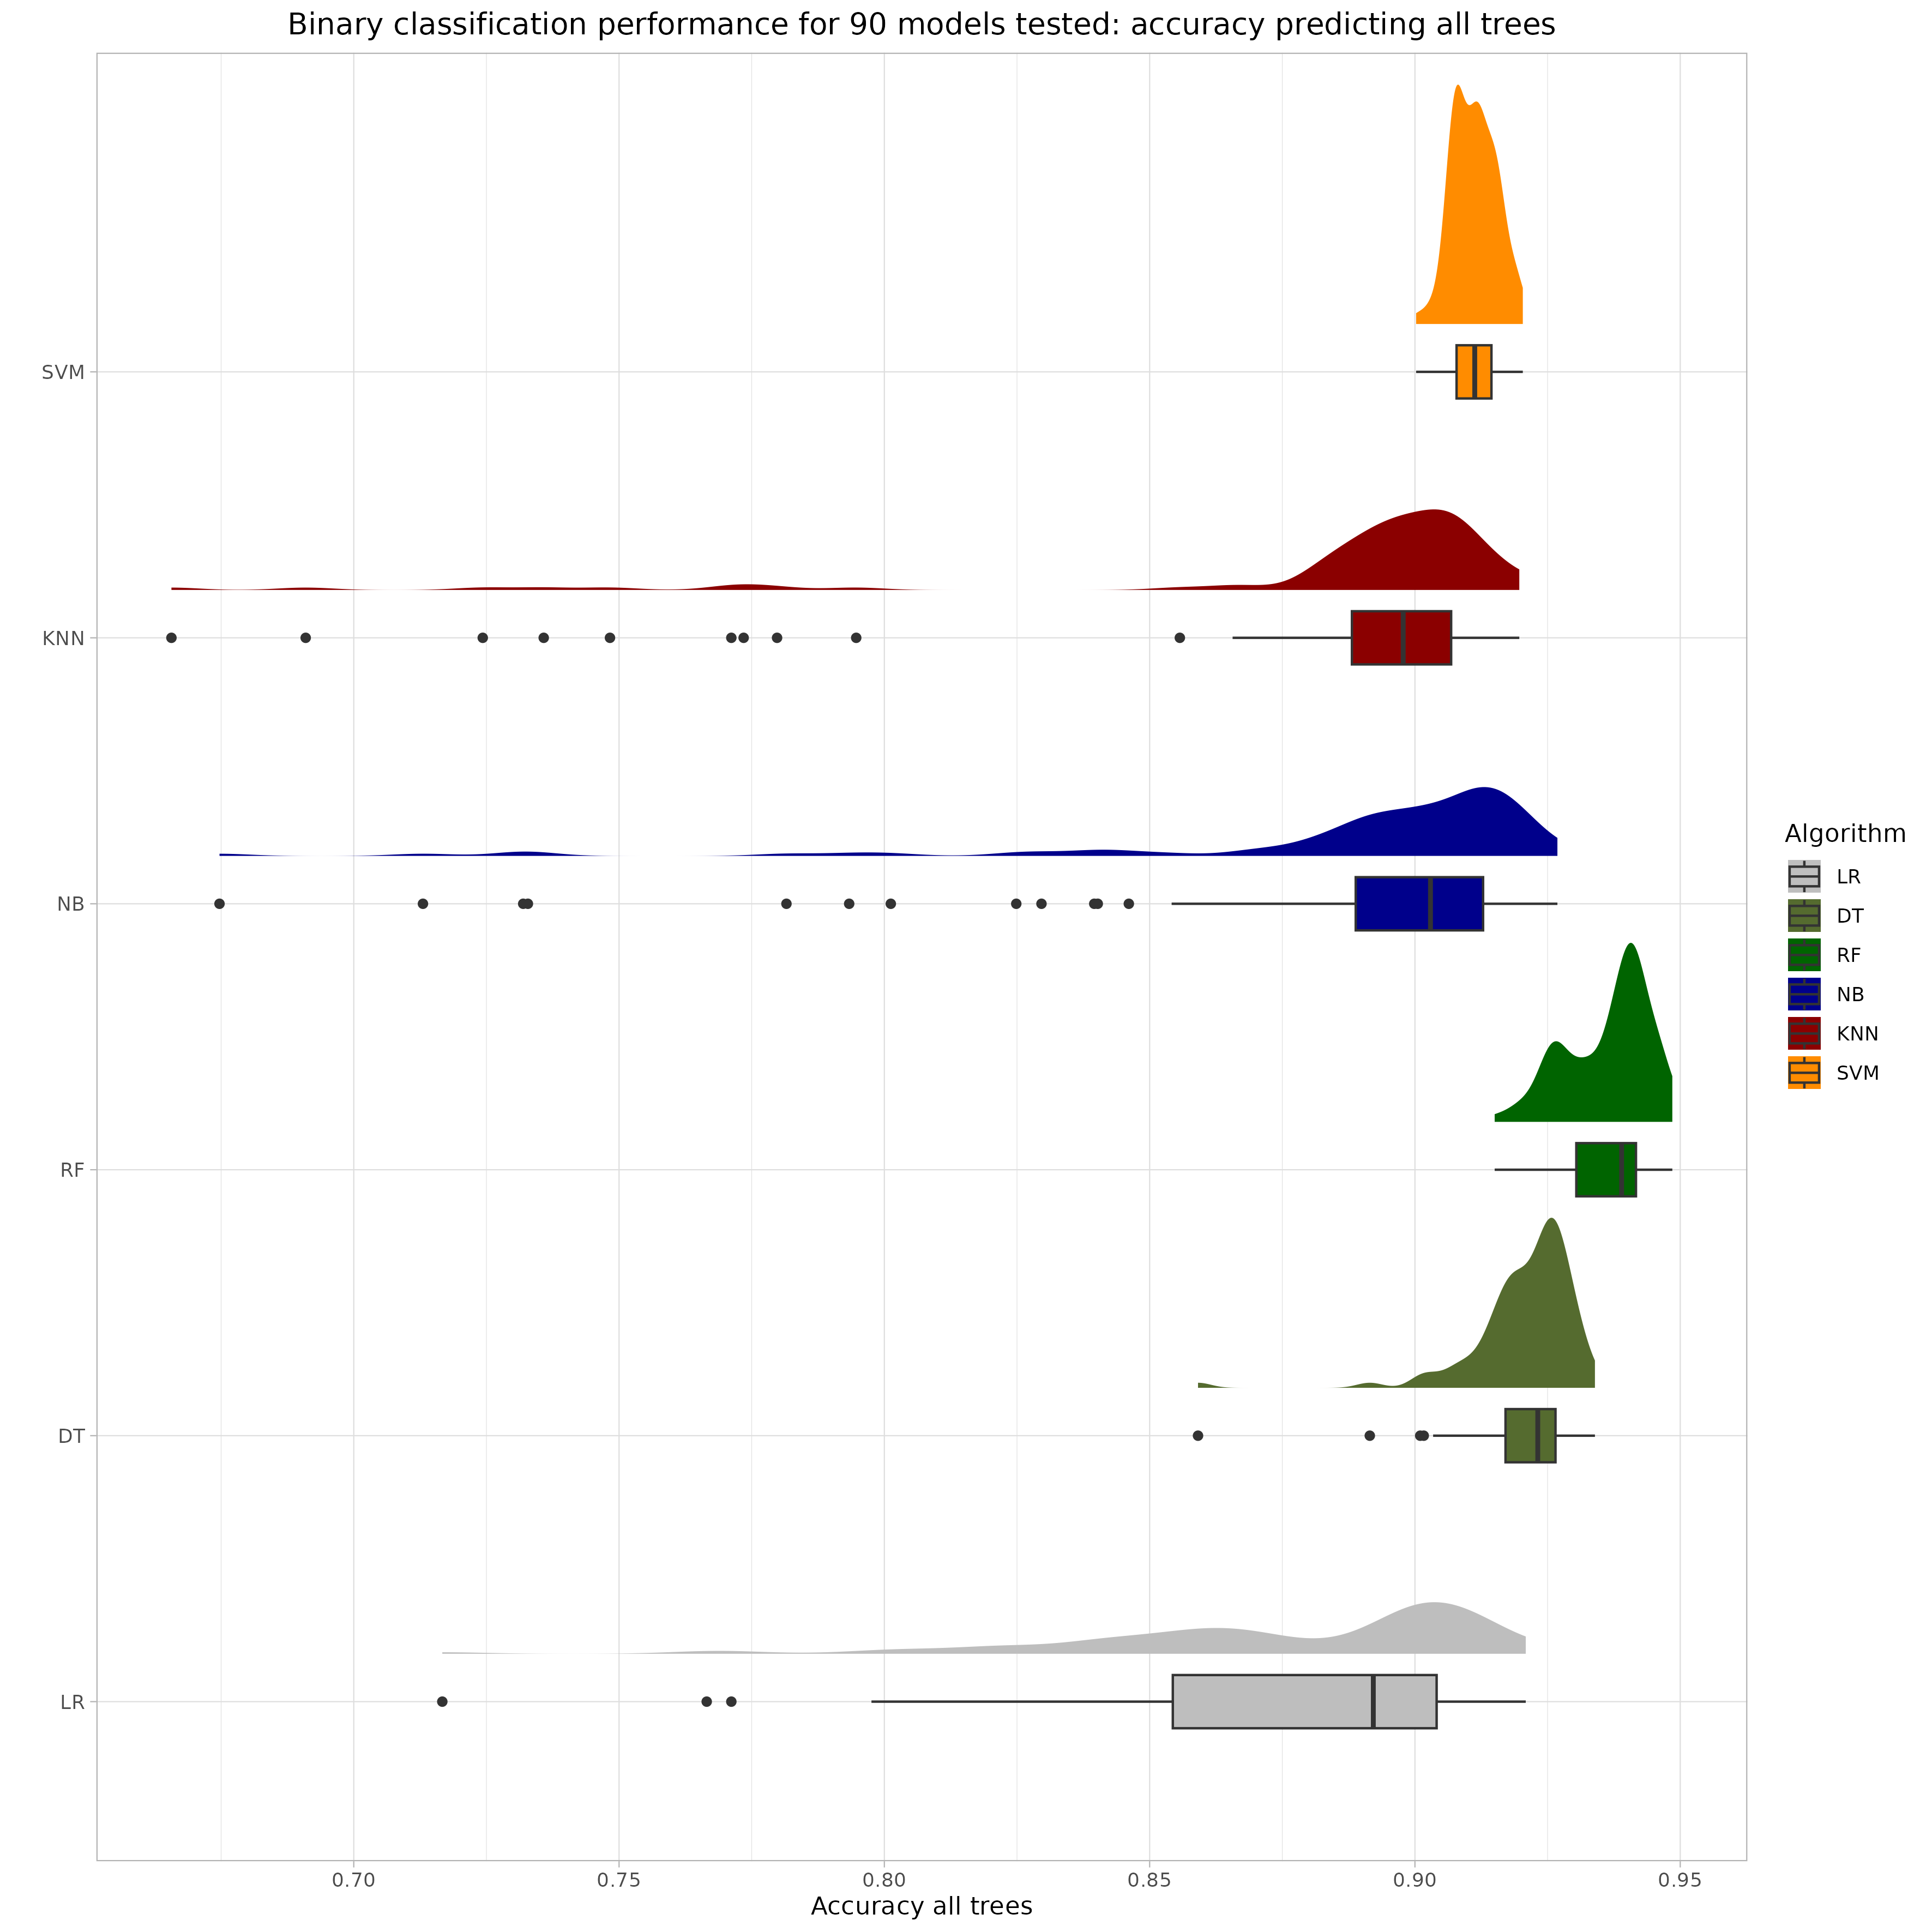 Binary classification performance for 90 models tested: accuracy predicting all trees
SVM
KNN
NB
RF
DT
LR
0.70 0.75 0.80 0.85 0.90 0.95
Accuracy all trees
Algorithm
LR
DT
RF
NB
KNN
SVM